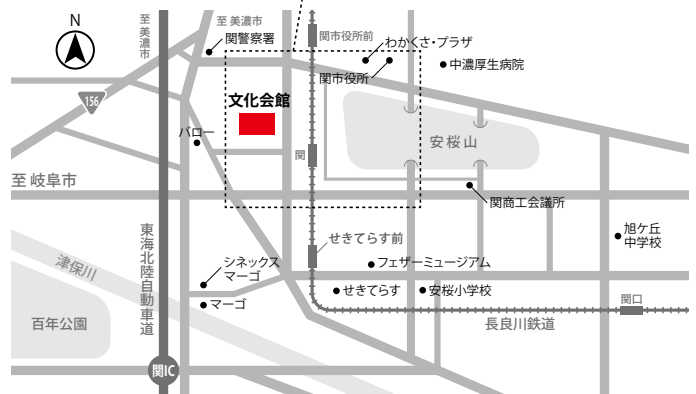 N
至 美濃市
至 美濃市
関警察署
関市役所前
わかくさ・プラザ
関市役所
中濃厚生病院
156
文化会館
バロー
関
安桜山
至 岐阜市
関商工会議所
東海北陸自動車道
せきてらす前
旭ケ丘
中学校
津保川
シネックス
マーゴ
フェザーミュージアム
マーゴ
せきてらす
安桜小学校
関口
百年公園
長良川鉄道
関IC